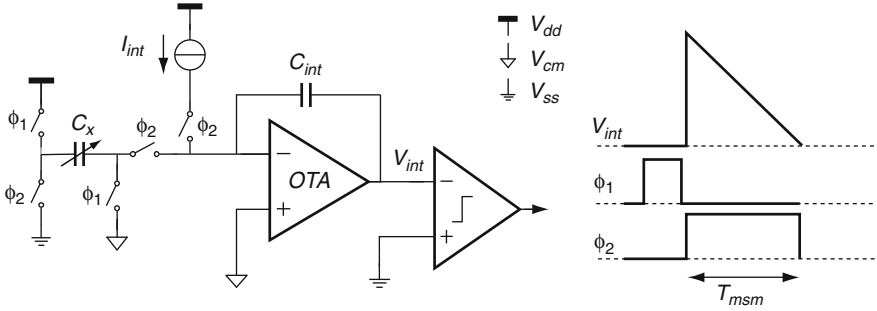 V_dd
I_int
C_int
V_cm
V_ss
ϕ₁
C_x
ϕ₂
ϕ₂
V_int
−
OTA
V_int
−
ϕ₁
ϕ₂
ϕ₁
+
+
ϕ₂
T_msm